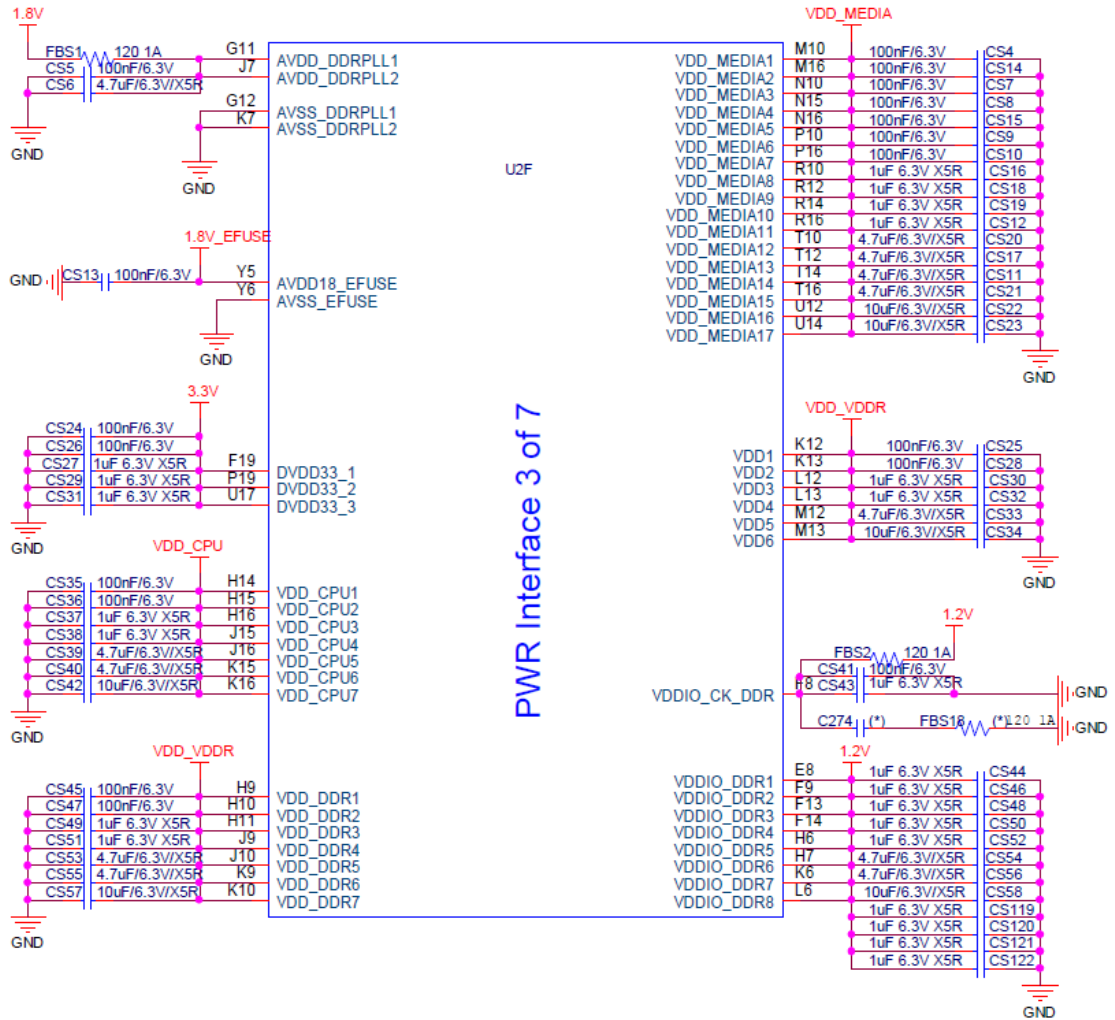 1.8V
FBS1 120 1A
CS5 100nF/6.3V
CS6 4.7uF/6.3V/X5R
GND
G11 AVDD_DDRPLL1
J7 AVDD_DDRPLL2
G12 AVSS_DDRPLL1
K7 AVSS_DDRPLL2
GND
1.8V_EFUSE
GND CS13 100nF/6.3V
Y5 AVDD18_EFUSE
Y6 AVSS_EFUSE
GND
3.3V
CS24 100nF/6.3V
CS26 100nF/6.3V
CS27 1uF 6.3V X5R F19 DVDD33_1
CS29 1uF 6.3V X5R P19 DVDD33_2
CS31 1uF 6.3V X5R U17 DVDD33_3
GND
VDD_CPU
CS35 100nF/6.3V H14 VDD_CPU1
CS36 100nF/6.3V H15 VDD_CPU2
CS37 1uF 6.3V X5R H16 VDD_CPU3
CS38 1uF 6.3V X5R J15 VDD_CPU4
CS39 4.7uF/6.3V/X5R J16 VDD_CPU5
CS40 4.7uF/6.3V/X5R K15 VDD_CPU6
CS42 10uF/6.3V/X5R K16 VDD_CPU7
GND
VDD_VDDR
CS45 100nF/6.3V H9 VDD_DDR1
CS47 100nF/6.3V H10 VDD_DDR2
CS49 1uF 6.3V X5R H11 VDD_DDR3
CS51 1uF 6.3V X5R J9 VDD_DDR4
CS53 4.7uF/6.3V/X5R J10 VDD_DDR5
CS55 4.7uF/6.3V/X5R K9 VDD_DDR6
CS57 10uF/6.3V/X5R K10 VDD_DDR7
GND
U2F
PWR Interface 3 of 7
VDD_MEDIA
VDD_MEDIA1 M10 100nF/6.3V CS4
VDD_MEDIA2 M16 100nF/6.3V CS14
VDD_MEDIA3 N10 100nF/6.3V CS7
VDD_MEDIA4 N15 100nF/6.3V CS8
VDD_MEDIA5 N16 100nF/6.3V CS15
VDD_MEDIA6 P10 100nF/6.3V CS9
VDD_MEDIA7 P16 100nF/6.3V CS10
VDD_MEDIA8 R10 1uF 6.3V X5R CS16
VDD_MEDIA9 R12 1uF 6.3V X5R CS18
VDD_MEDIA10 R14 1uF 6.3V X5R CS19
VDD_MEDIA11 R16 1uF 6.3V X5R CS12
VDD_MEDIA12 T10 4.7uF/6.3V/X5R CS20
VDD_MEDIA13 T12 4.7uF/6.3V/X5R CS17
VDD_MEDIA14 T14 4.7uF/6.3V/X5R CS11
VDD_MEDIA15 T16 4.7uF/6.3V/X5R CS21
VDD_MEDIA16 U12 10uF/6.3V/X5R CS22
VDD_MEDIA17 U14 10uF/6.3V/X5R CS23
GND
VDD_VDDR
VDD1 K12 100nF/6.3V CS25
VDD2 K13 100nF/6.3V CS28
VDD3 L12 1uF 6.3V X5R CS30
VDD4 L13 1uF 6.3V X5R CS32
VDD5 M12 4.7uF/6.3V/X5R CS33
VDD6 M13 10uF/6.3V/X5R CS34
GND
1.2V
FBS2 120 1A
CS41 100nF/6.3V
VDDIO_CK_DDR CS43 1uF 6.3V X5R GND
C274 (*) FBS18 (*)120 1A GND
1.2V
VDDIO_DDR1 E8 1uF 6.3V X5R CS44
VDDIO_DDR2 F9 1uF 6.3V X5R CS46
VDDIO_DDR3 F13 1uF 6.3V X5R CS48
VDDIO_DDR4 F14 1uF 6.3V X5R CS50
VDDIO_DDR5 H6 1uF 6.3V X5R CS52
VDDIO_DDR6 H7 4.7uF/6.3V/X5R CS54
VDDIO_DDR7 K6 4.7uF/6.3V/X5R CS56
VDDIO_DDR8 L6 10uF/6.3V/X5R CS58
1uF 6.3V X5R CS119
1uF 6.3V X5R CS120
1uF 6.3V X5R CS121
1uF 6.3V X5R CS122
GND